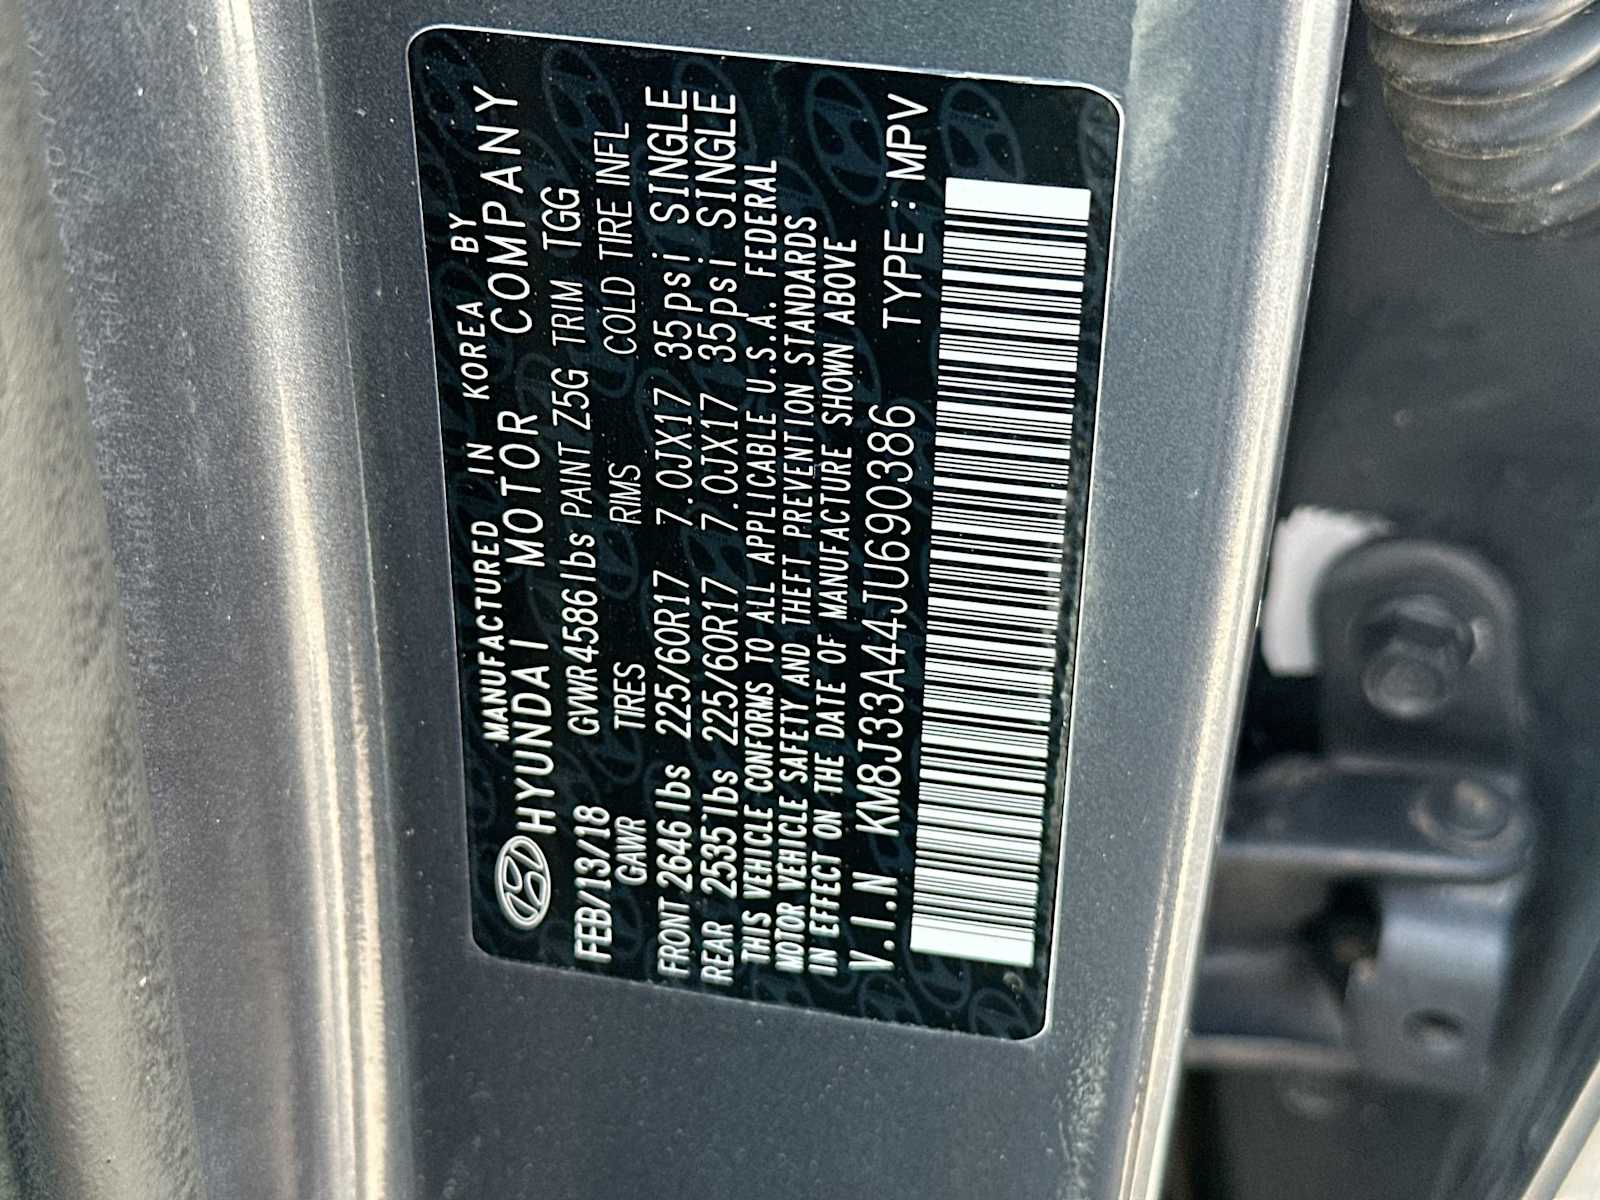 MANUFACTURED IN KOREA BY
HYUNDAI MOTOR COMPANY
FEB/13/18 GVWR4586lbs PAINT Z5G TRIM TGG
GAWR TIRES RIMS COLD TIRE INFL
FRONT 2646lbs 225/60R17 7.0JX17 35psi SINGLE
REAR 2535lbs 225/60R17 7.0JX17 35psi SINGLE
THIS VEHICLE CONFORMS TO ALL APPLICABLE U.S.A. FEDERAL
MOTOR VEHICLE SAFETY AND THEFT PREVENTION STANDARDS
IN EFFECT ON THE DATE OF MANUFACTURE SHOWN ABOVE
V.I.N KM8J33A44JU690386 TYPE:MPV